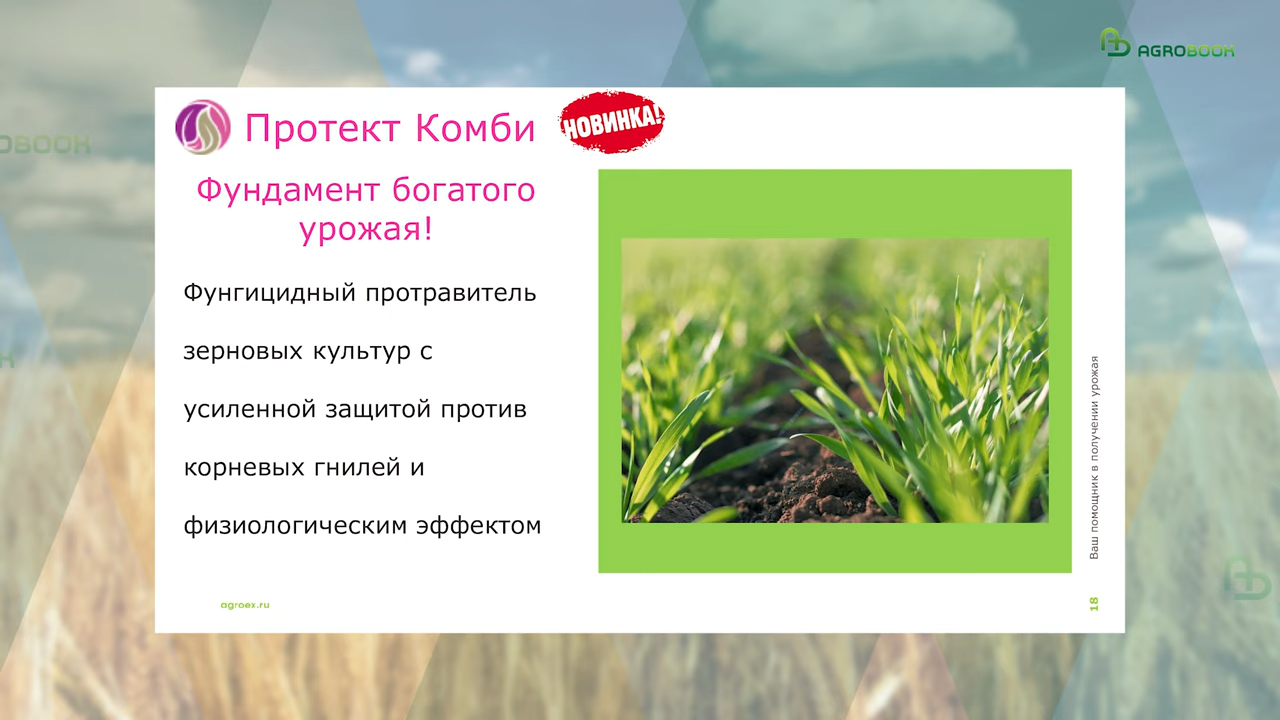 AGROBOOK
OBOOK
Протект Комби
НОВИНКА!
Фундамент богатого
урожая!
Фунгицидный протравитель
зерновых культур с
усиленной защитой против
корневых гнилей и
физиологическим эффектом
Ваш помощник в получении урожая
agroex.ru
18